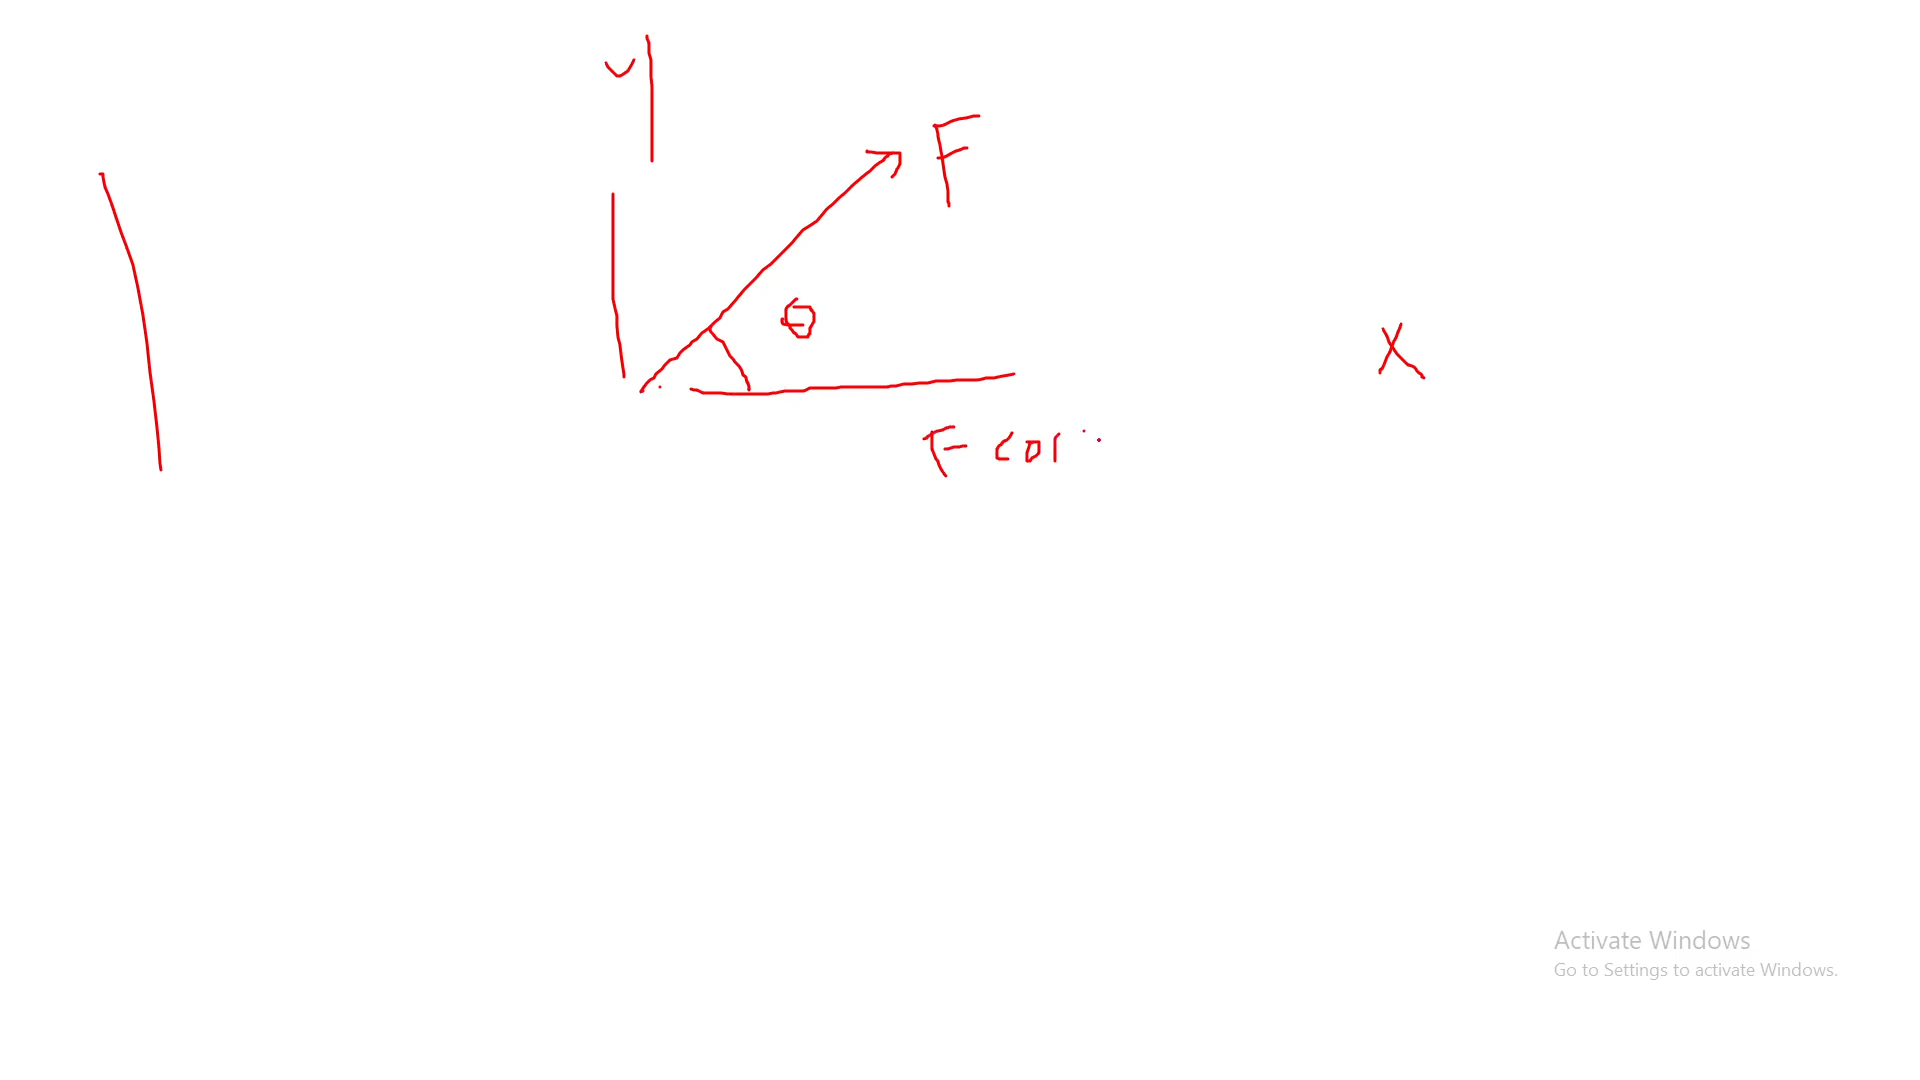 y
F
θ
x
F cos
Activate Windows
Go to Settings to activate Windows.